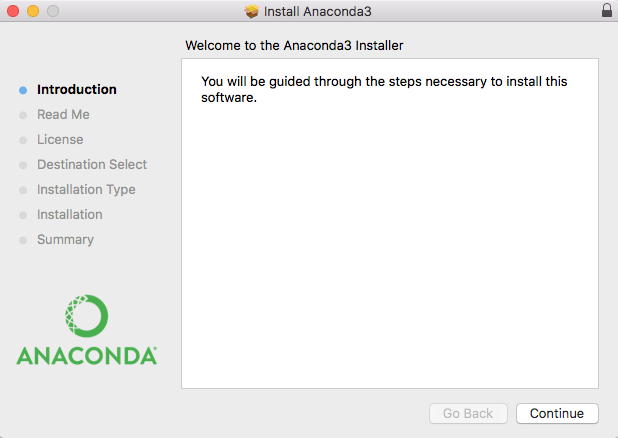 Install Anaconda3
Welcome to the Anaconda3 Installer
Introduction
Read Me
License
Destination Select
Installation Type
Installation
Summary
You will be guided through the steps necessary to install this
software.
ANACONDA®
Go Back
Continue